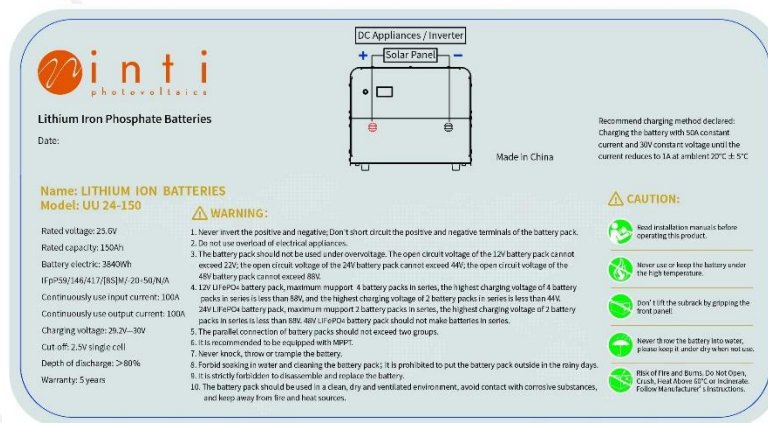 DC Appliances / Inverter
+ Solar Panel −
inti
photovoltaics
Lithium Iron Phosphate Batteries
Date:
Made in China
Recommend charging method declared:
Charging the battery with 50A constant
current and 30V constant voltage until the
current reduces to 1A at ambient 20°C ± 5°C
Name: LITHIUM ION BATTERIES
Model: UU 24-150
Rated voltage: 25.6V
Rated capacity: 150Ah
Battery electric: 3840Wh
IFpP59/146/417/[8S]M/-20+50/N/A
Continuously use input current: 100A
Continuously use output current: 100A
Charging voltage: 29.2V—30V
Cut-off: 2.5V single cell
Depth of discharge: >80%
Warranty: 5 years
WARNING:
1. Never invert the positive and negative; Don't short circuit the positive and negative terminals of the battery pack.
2. Do not use overload of electrical appliances.
3. The battery pack should not be used under overvoltage. The open circuit voltage of the 12V battery pack cannot
exceed 22V; the open circuit voltage of the 24V battery pack cannot exceed 44V; the open circuit voltage of the
48V battery pack cannot exceed 88V.
4. 12V LiFePO4 battery pack, maximum mupport 4 battery packs in series, the highest charging voltage of 4 battery
packs in series is less than 88V, and the highest charging voltage of 2 battery packs in series is less than 44V.
24V LiFePO4 battery pack, maximum mupport 2 battery packs in series, the highest charging voltage of 2 battery
packs in series is less than 88V. 48V LiFePO4 battery pack should not make batteries in series.
5. The parallel connection of battery packs should not exceed two groups.
6. It is recommended to be equipped with MPPT.
7. Never knock, throw or trample the battery.
8. Forbid soaking in water and cleaning the battery pack; It is prohibited to put the battery pack outside in the rainy days.
9. It is strictly forbidden to disassemble and replace the battery.
10. The battery pack should be used in a clean, dry and ventilated environment, avoid contact with corrosive substances,
and keep away from fire and heat sources.
CAUTION:
Read installation manuals before
operating this product.
Never use or keep the battery under
the high temperature.
Don't lift the subrack by gripping the
front panel!
Never throw the battery into water,
please keep it under dry when not use.
Risk of Fire and Burns. Do Not Open,
Crush, Heat Above 60°C or Incinerate.
Follow Manufacturer's Instructions.